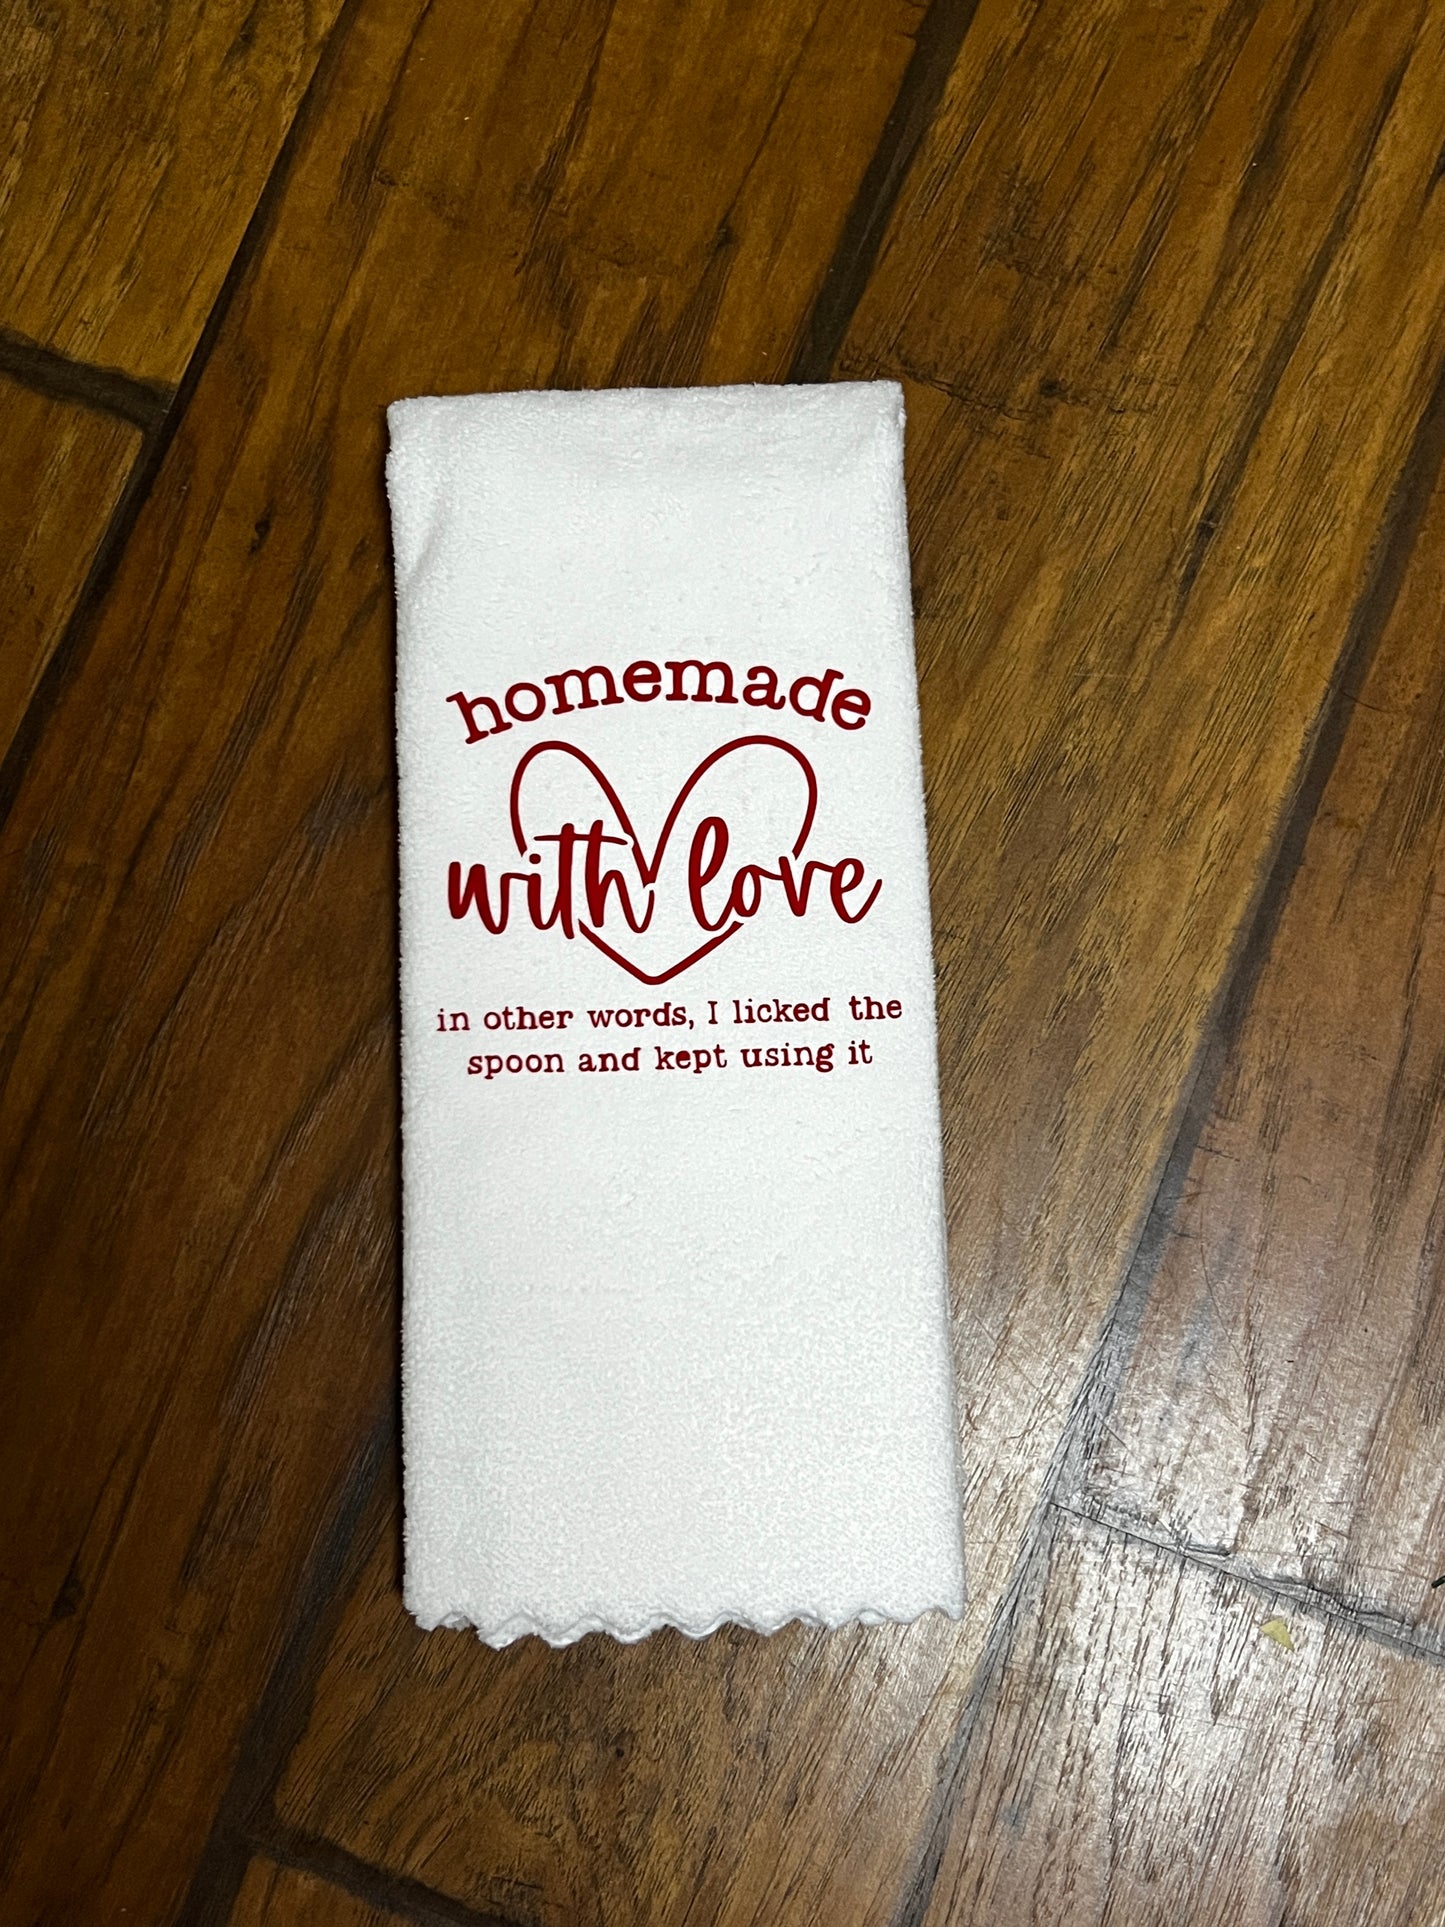 homemade
with love
in other words, I licked the
spoon and kept using it